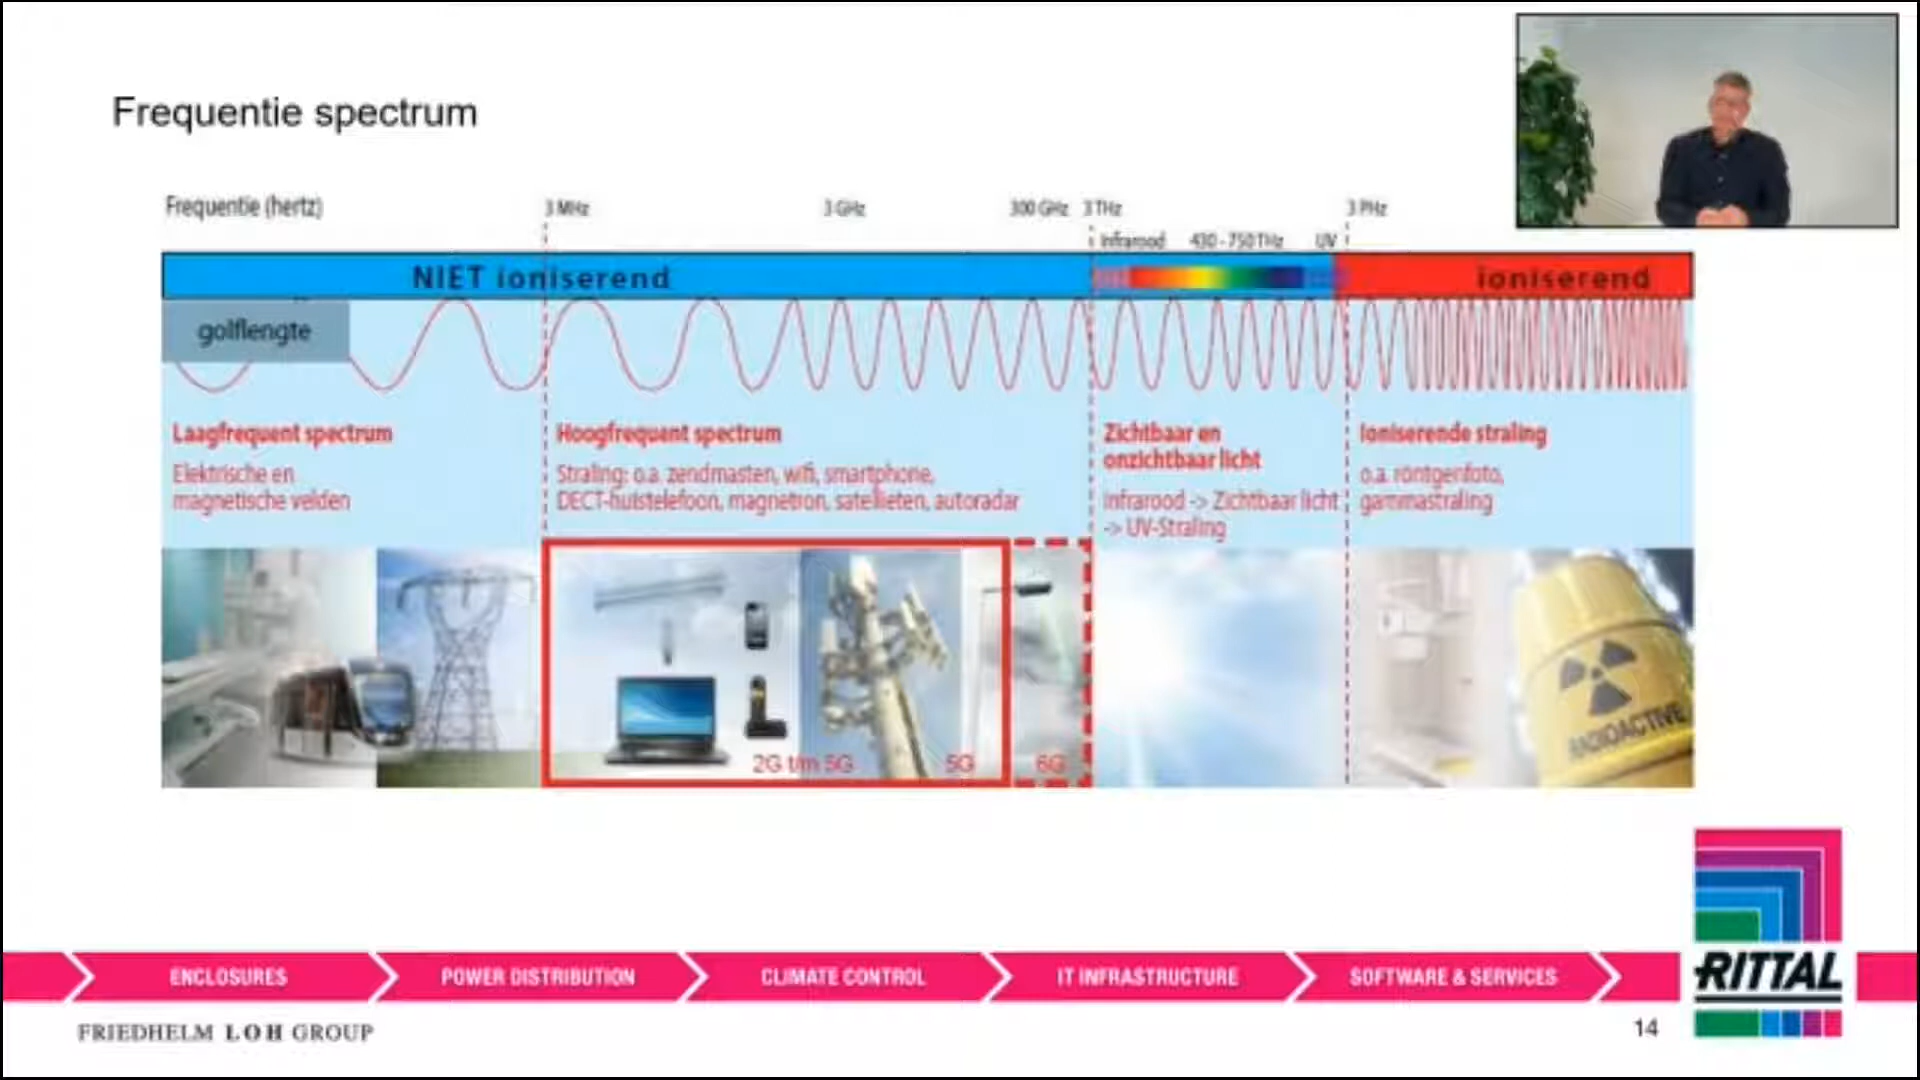 Frequentie spectrum
Frequentie (hertz)
3 MHz
3 GHz
300 GHz
3 THz
3 PHz
Infrarood
430 - 750 THz
UV
NIET ioniserend
ioniserend
golflengte
Laagfrequent spectrum
Elektrische en
magnetische velden
Hoogfrequent spectrum
Straling: o.a. zendmasten, wifi, smartphone,
DECT-huistelefoon, magnetron, satellieten, autoradar
Zichtbaar en
onzichtbaar licht
Infrarood -> Zichtbaar licht
-> UV-Straling
Ioniserende straling
o.a. röntgenfoto,
gammastraling
2G t/m 5G
5G
6G
RADIOACTIVE
ENCLOSURES
POWER DISTRIBUTION
CLIMATE CONTROL
IT INFRASTRUCTURE
SOFTWARE & SERVICES
RITTAL
FRIEDHELM LOH GROUP
14